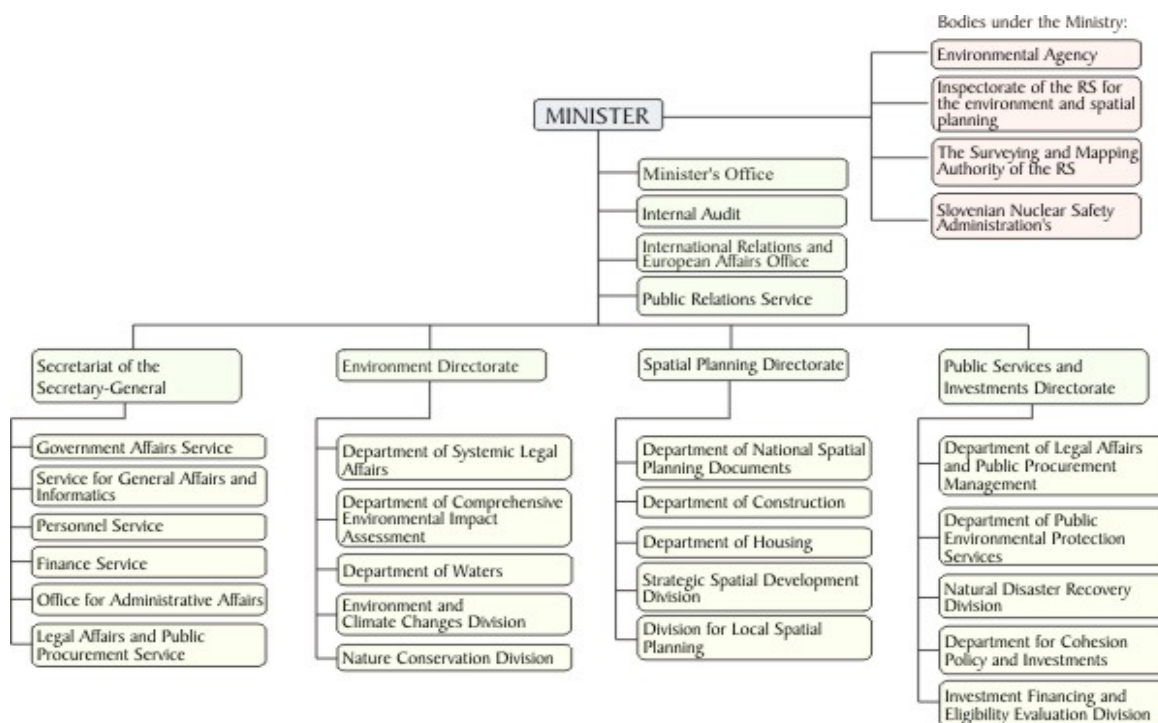 Bodies under the Ministry:
Environmental Agency
Inspectorate of the RS for
the environment and spatial
planning
The Surveying and Mapping
Authority of the RS
Slovenian Nuclear Safety
Administration's
MINISTER
Minister's Office
Internal Audit
International Relations and
European Affairs Office
Public Relations Service
Secretariat of the
Secretary-General
Government Affairs Service
Service for General Affairs and
Informatics
Personnel Service
Finance Service
Office for Administrative Affairs
Legal Affairs and Public
Procurement Service
Environment Directorate
Department of Systemic Legal
Affairs
Department of Comprehensive
Environmental Impact
Assessment
Department of Waters
Environment and
Climate Changes Division
Nature Conservation Division
Spatial Planning Directorate
Department of National Spatial
Planning Documents
Department of Construction
Department of Housing
Strategic Spatial Development
Division
Division for Local Spatial
Planning
Public Services and
Investments Directorate
Department of Legal Affairs
and Public Procurement
Management
Department of Public
Environmental Protection
Services
Natural Disaster Recovery
Division
Department for Cohesion
Policy and Investments
Investment Financing and
Eligibility Evaluation Division